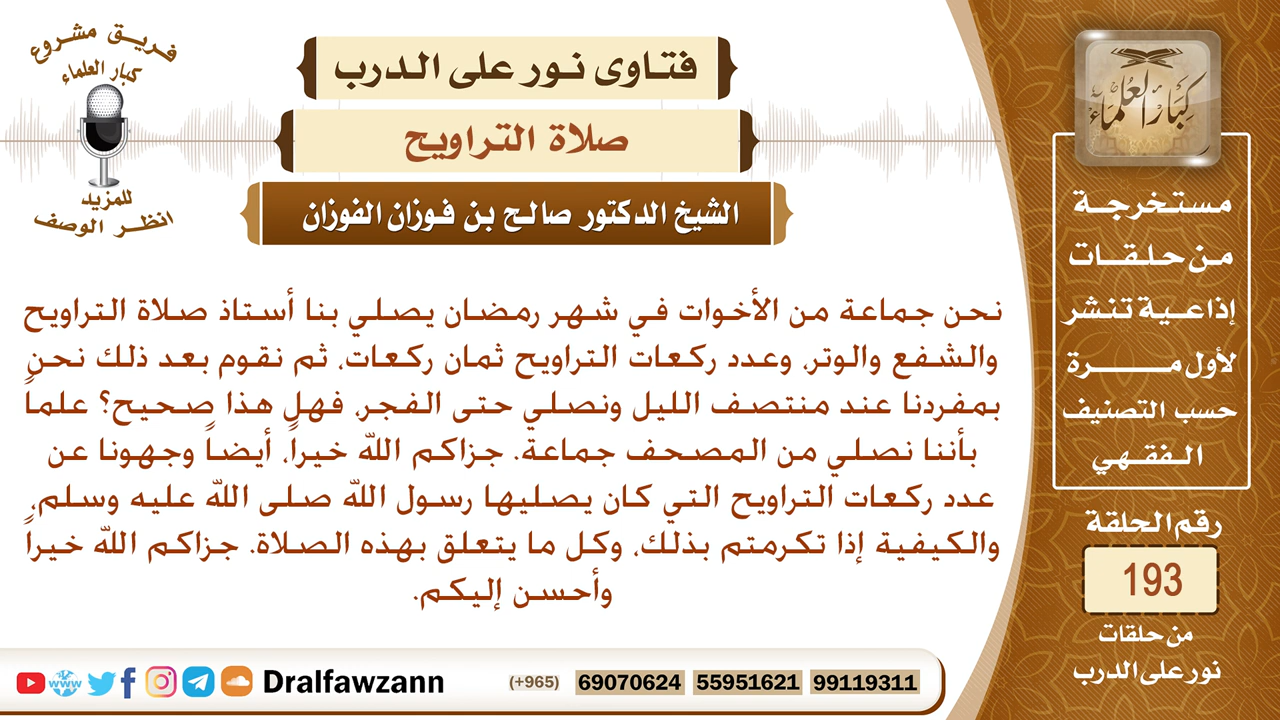 فريق مشروع
كبار العلماء
للمزيد
انظر الوصف
فتاوى نور على الدرب
صلاة التراويح
الشيخ الدكتور صالح بن فوزان الفوزان
نحن جماعة من الأخوات في شهر رمضان يصلي بنا أستاذ صلاة التراويح
والشفع والوتر، وعدد ركعات التراويح ثمان ركعات، ثم نقوم بعد ذلك نحن
بمفردنا عند منتصف الليل ونصلي حتى الفجر، فهل هذا صحيح؟ علماً
بأننا نصلي من المصحف جماعة. جزاكم الله خيراً، أيضاً وجهونا عن
عدد ركعات التراويح التي كان يصليها رسول الله صلى الله عليه وسلم،
والكيفية إذا تكرمتم بذلك، وكل ما يتعلق بهذه الصلاة. جزاكم الله خيراً
وأحسن إليكم.
كبار العلماء
مستخرجة
من حلقات
إذاعية تنشر
لأول مرة
حسب التصنيف
الفقهي
رقم الحلقة
193
من حلقات
نور على الدرب
www Dralfawzann (+965) 69070624 55951621 99119311